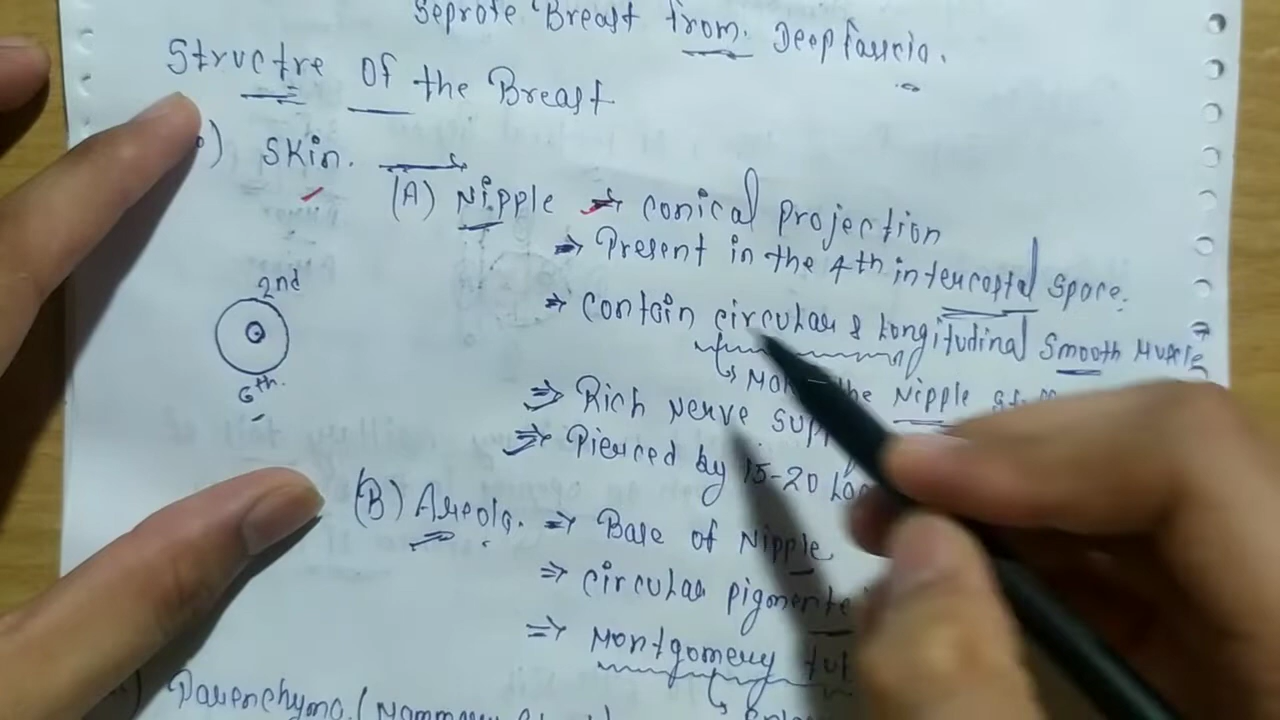 Seprote Breast from Deep fascia.
Structre Of the Breast
) Skin.
(A) Nipple → conical projection
⇒ Present in the 4th intercostal space.
⇒ contain circular & Longitudinal Smooth Muscle
↳ the Nipple
⇒ Rich Nerve
⇒ Pierced by 15-20
2nd
6th.
(B) Areola. ⇒ Base of Nipple
⇒ circular
⇒ Montgomery
Parenchyma.(